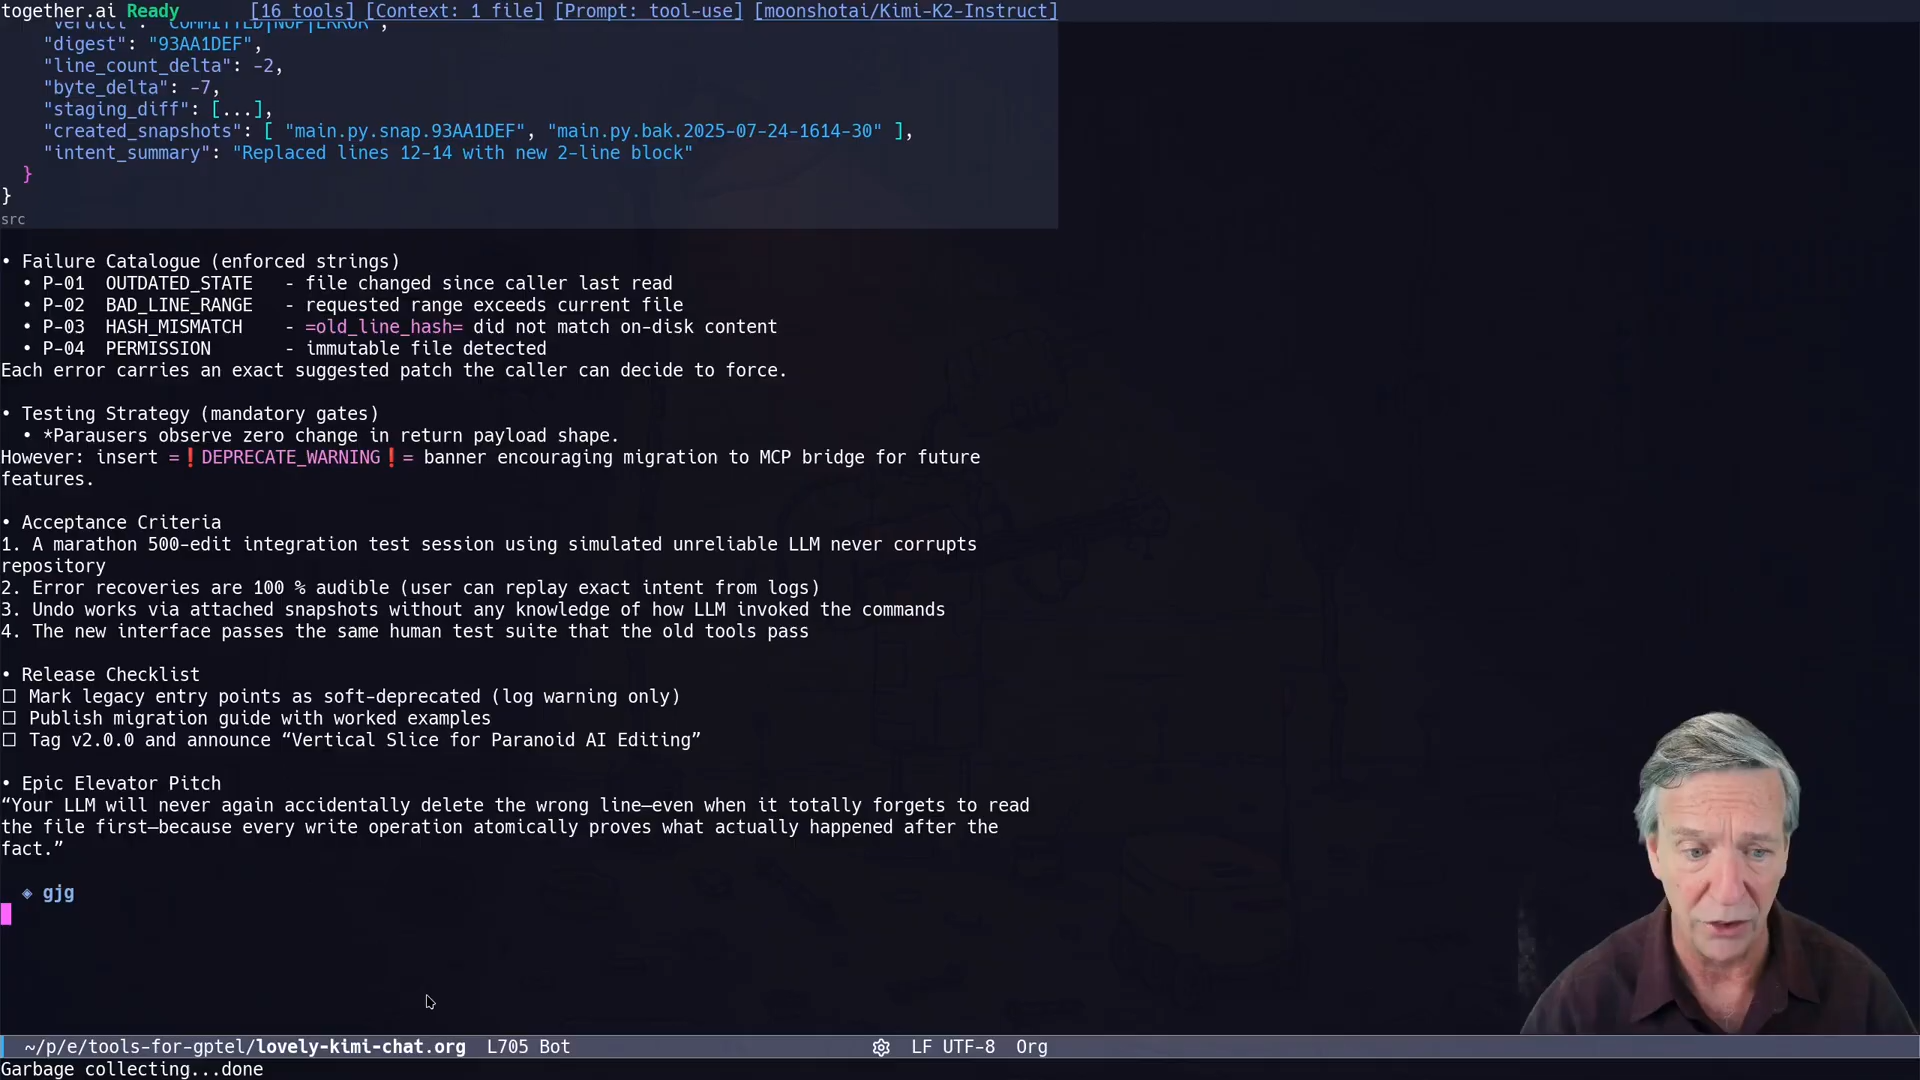 together.ai Ready [16 tools] [Context: 1 file] [Prompt: tool-use] [moonshotai/Kimi-K2-Instruct]
"verdict": "COMMITTED|NOP|ERROR",
"digest": "93AA1DEF",
"line_count_delta": -2,
"byte_delta": -7,
"staging_diff": [...],
"created_snapshots": [ "main.py.snap.93AA1DEF", "main.py.bak.2025-07-24-1614-30" ],
"intent_summary": "Replaced lines 12-14 with new 2-line block"
}
}
src
• Failure Catalogue (enforced strings)
• P-01 OUTDATED_STATE - file changed since caller last read
• P-02 BAD_LINE_RANGE - requested range exceeds current file
• P-03 HASH_MISMATCH - =old_line_hash= did not match on-disk content
• P-04 PERMISSION - immutable file detected
Each error carries an exact suggested patch the caller can decide to force.
• Testing Strategy (mandatory gates)
• *Parausers observe zero change in return payload shape.
However: insert =❗DEPRECATE_WARNING❗= banner encouraging migration to MCP bridge for future
features.
• Acceptance Criteria
1. A marathon 500-edit integration test session using simulated unreliable LLM never corrupts
repository
2. Error recoveries are 100 % audible (user can replay exact intent from logs)
3. Undo works via attached snapshots without any knowledge of how LLM invoked the commands
4. The new interface passes the same human test suite that the old tools pass
• Release Checklist
☐ Mark legacy entry points as soft-deprecated (log warning only)
☐ Publish migration guide with worked examples
☐ Tag v2.0.0 and announce “Vertical Slice for Paranoid AI Editing”
• Epic Elevator Pitch
“Your LLM will never again accidentally delete the wrong line—even when it totally forgets to read
the file first—because every write operation atomically proves what actually happened after the
fact.”
◈ gjg
~/p/e/tools-for-gptel/lovely-kimi-chat.org L705 Bot LF UTF-8 Org
Garbage collecting...done